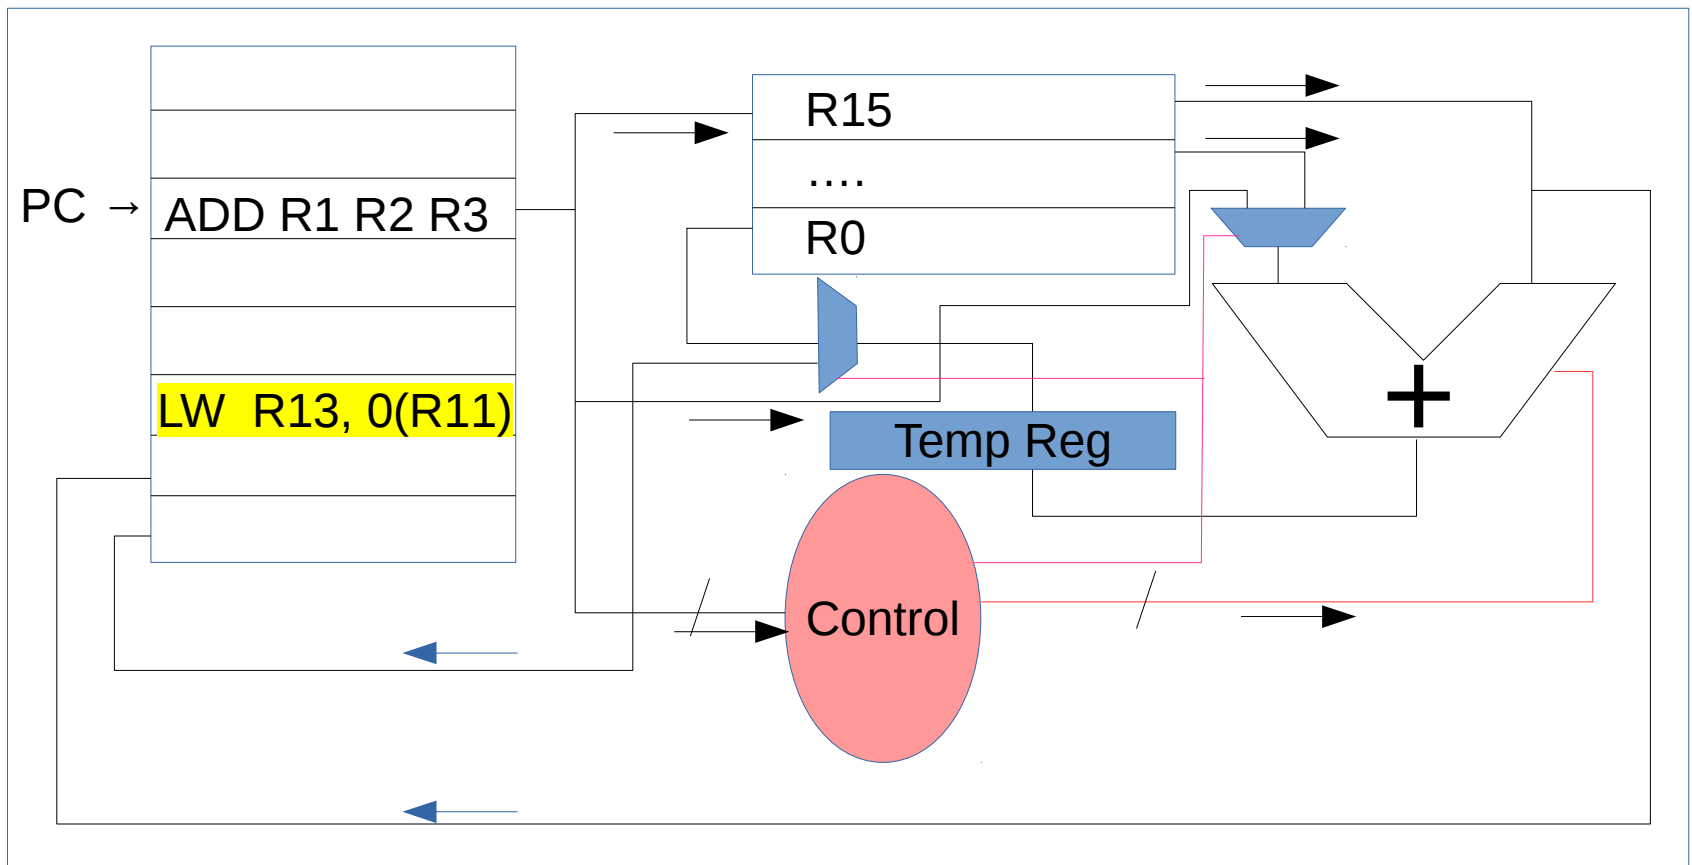 PC → ADD R1 R2 R3
LW R13, 0(R11)
R15
....
R0
+
Temp Reg
Control